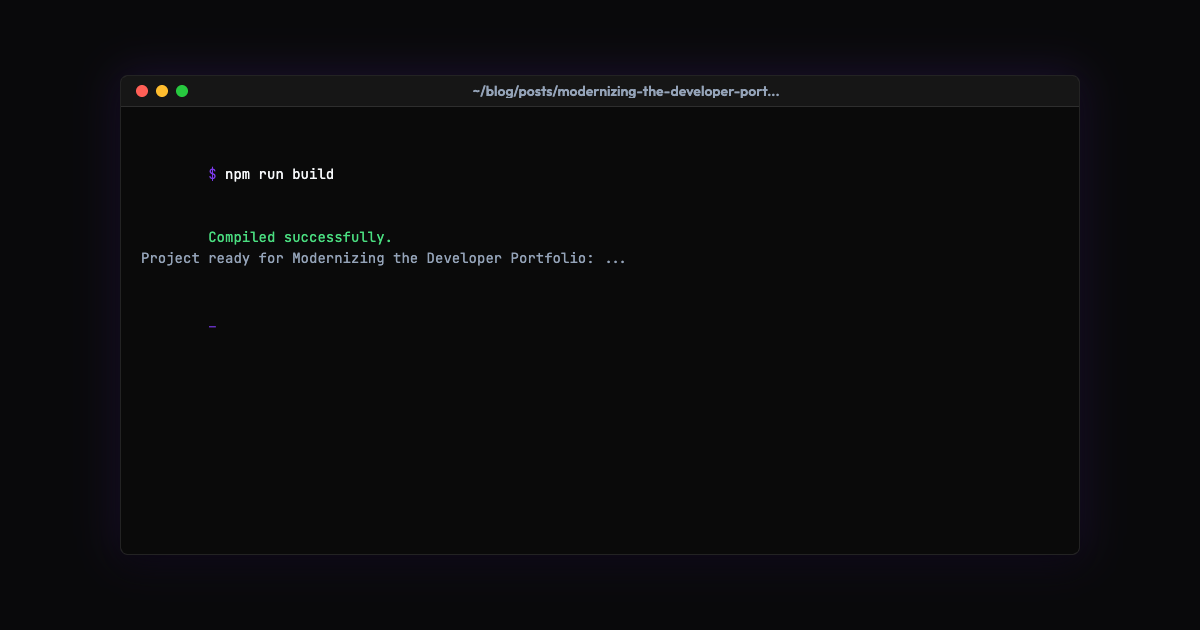 ~/blog/posts/modernizing-the-developer-port...
$ npm run build
Compiled successfully.
Project ready for Modernizing the Developer Portfolio: ...
_